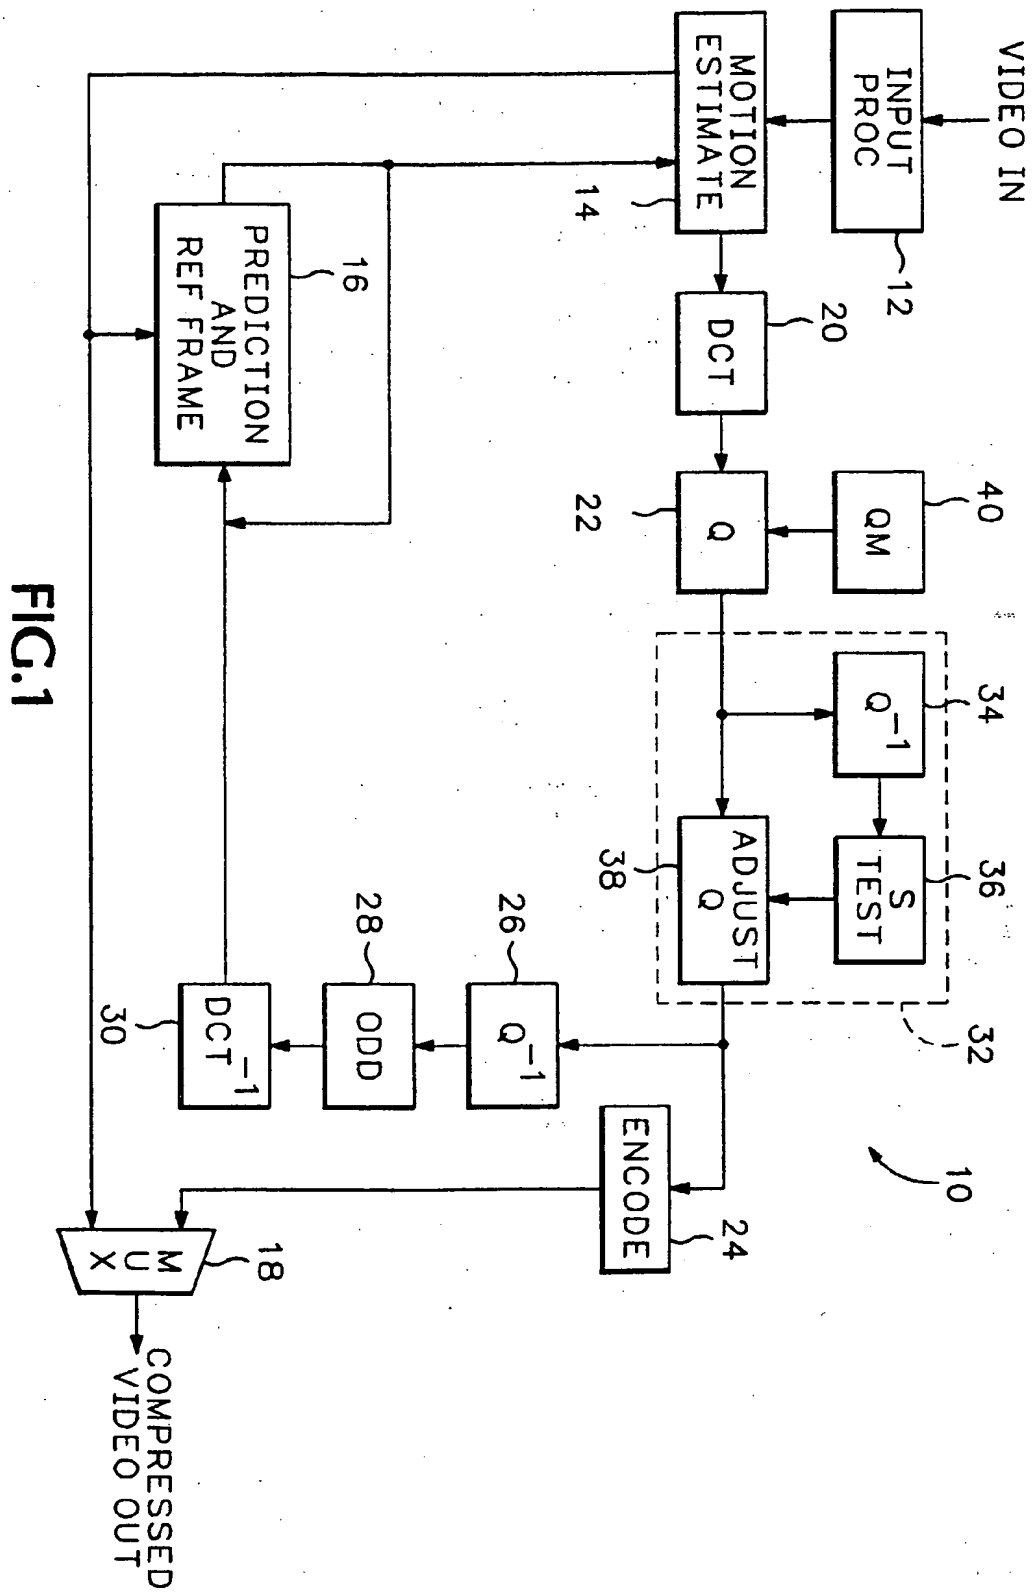 VIDEO IN
INPUT
PROC
12
MOTION
ESTIMATE
14
DCT
20
Q
22
QM
40
Q⁻¹
34
S
TEST
36
ADJUST
Q
38
32
10
PREDICTION
AND
REF FRAME
16
DCT⁻¹
30
ODD
28
Q⁻¹
26
ENCODE
24
MUX
18
COMPRESSED
VIDEO OUT
FIG.1